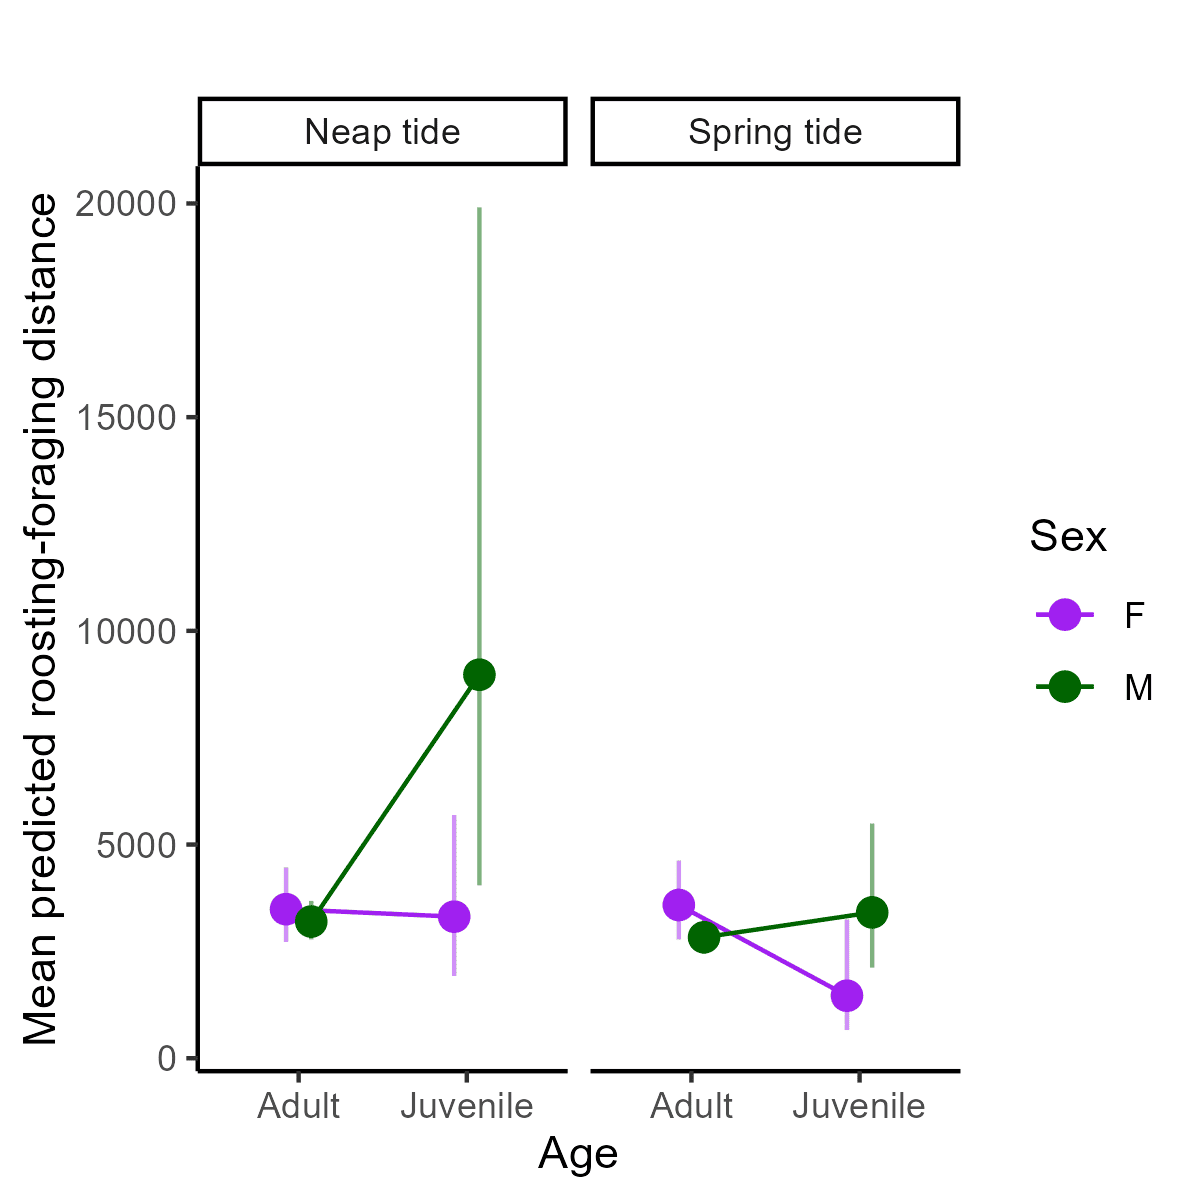 Neap tide
Spring tide
Mean predicted roosting-foraging distance
20000
15000
10000
5000
0
Adult
Juvenile
Adult
Juvenile
Age
Sex
F
M